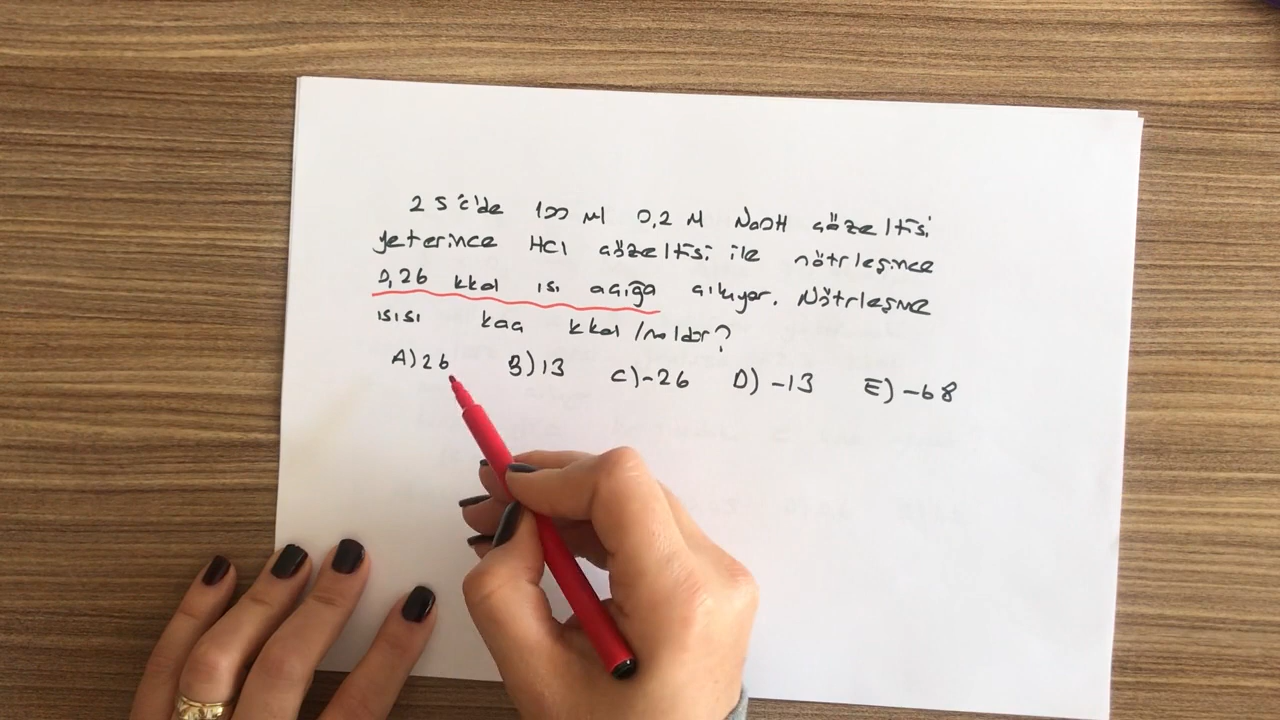 25 °C'de 100 ml 0,2 M NaOH çözeltisi
yeterince HCl çözeltisi ile nötrleşince
0,26 kkal ısı açığa çıkıyor. Nötrleşme
ısısı kaç kkal/moldür?
A) 26 B) 13 C) -26 D) -13 E) -68